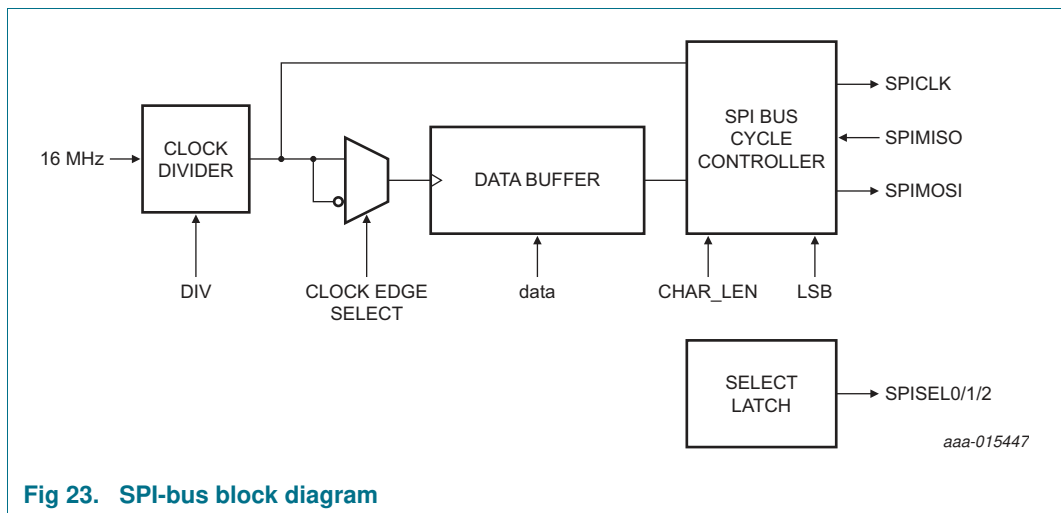 16 MHz
CLOCK
DIVIDER
DIV
CLOCK EDGE
SELECT
DATA BUFFER
data
SPI BUS
CYCLE
CONTROLLER
CHAR_LEN
LSB
SPICLK
SPIMISO
SPIMOSI
SELECT
LATCH
SPISEL0/1/2
aaa-015447
Fig 23. SPI-bus block diagram